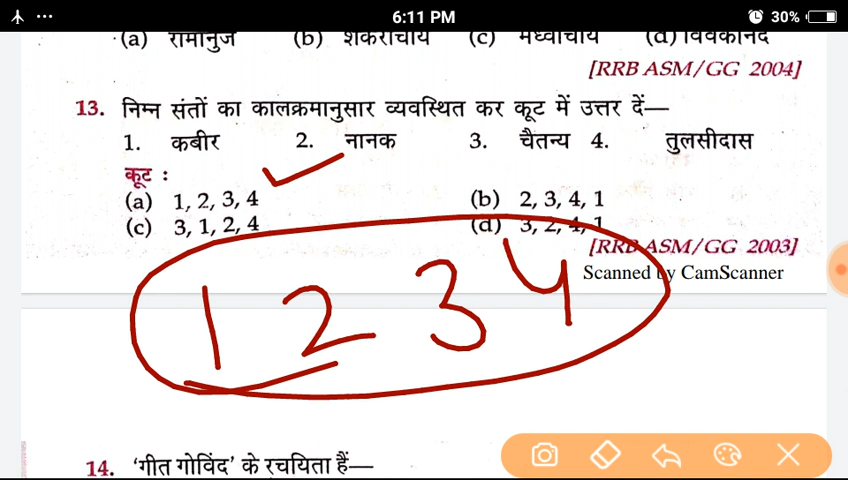 6:11 PM 30%
(a) रामानुज (b) शंकराचार्य (c) मध्वाचार्य (d) विवेकानंद
[RRB ASM/GG 2004]
13. निम्न संतों का कालक्रमानुसार व्यवस्थित कर कूट में उत्तर दें—
1. कबीर 2. नानक 3. चैतन्य 4. तुलसीदास
कूट :
(a) 1, 2, 3, 4 (b) 2, 3, 4, 1
(c) 3, 1, 2, 4 (d) 3, 2, 4, 1
[RRB ASM/GG 2003]
Scanned by CamScanner
1 2 3 4
14. ‘गीत गोविंद’ के रचयिता हैं—